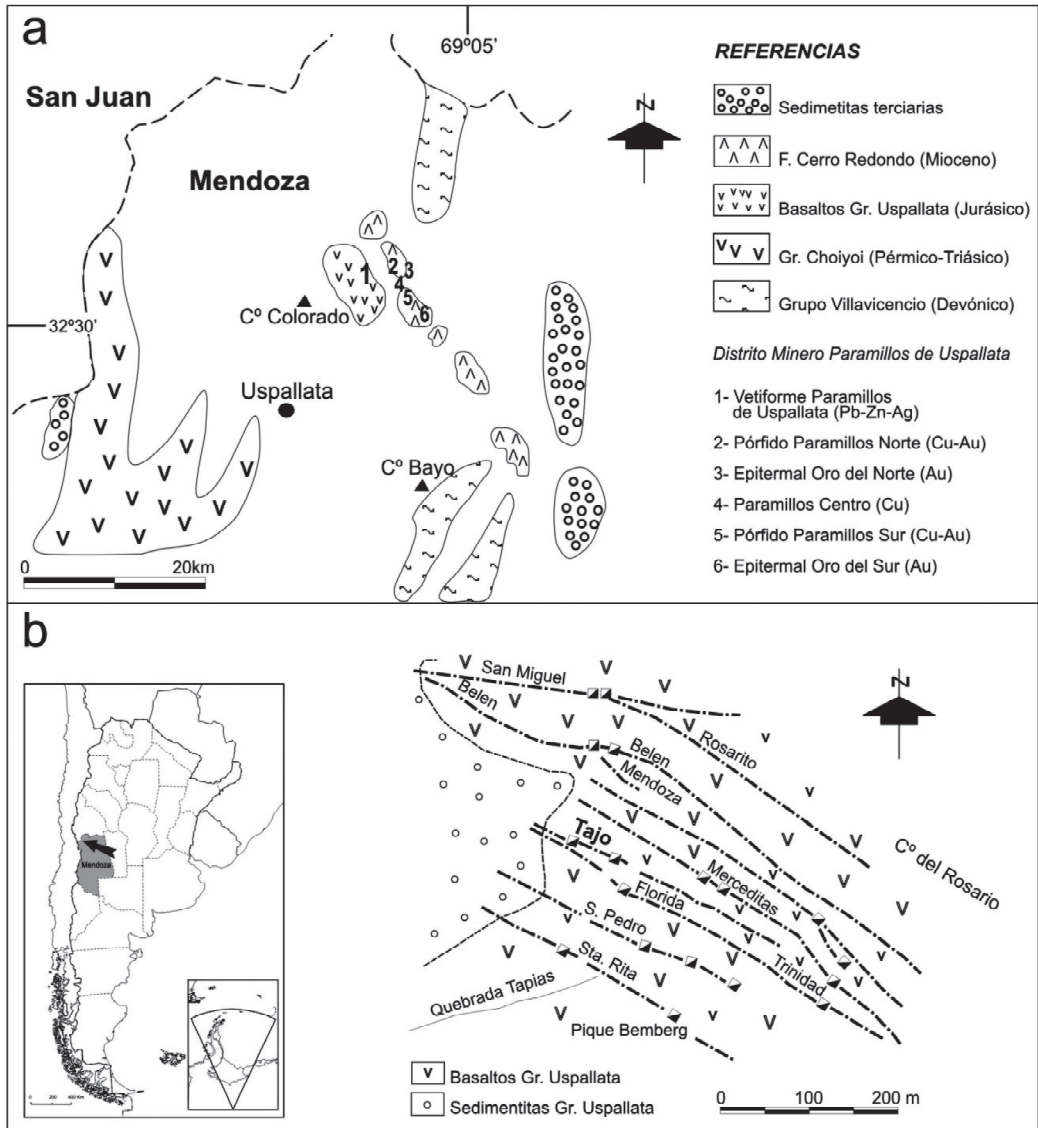 a
69º05'
San Juan
Mendoza
N
1
2
3
4
5
6
Cº Colorado
32º30'
Uspallata
Cº Bayo
0
20km
REFERENCIAS
Sedimetitas terciarias
F. Cerro Redondo (Mioceno)
Basaltos Gr. Uspallata (Jurásico)
Gr. Choiyoi (Pérmico-Triásico)
Grupo Villavicencio (Devónico)
Distrito Minero Paramillos de Uspallata
1- Vetiforme Paramillos
de Uspallata (Pb-Zn-Ag)
2- Pórfido Paramillos Norte (Cu-Au)
3- Epitermal Oro del Norte (Au)
4- Paramillos Centro (Cu)
5- Pórfido Paramillos Sur (Cu-Au)
6- Epitermal Oro del Sur (Au)
b
Mendoza
0 200 400 Km
San Miguel
Belen
Rosarito
Belen
Mendoza
Tajo
Merceditas
Florida
S. Pedro
Trinidad
Sta. Rita
Quebrada Tapias
Pique Bemberg
Cº del Rosario
N
v Basaltos Gr. Uspallata
Sedimentitas Gr. Uspallata
0 100 200 m